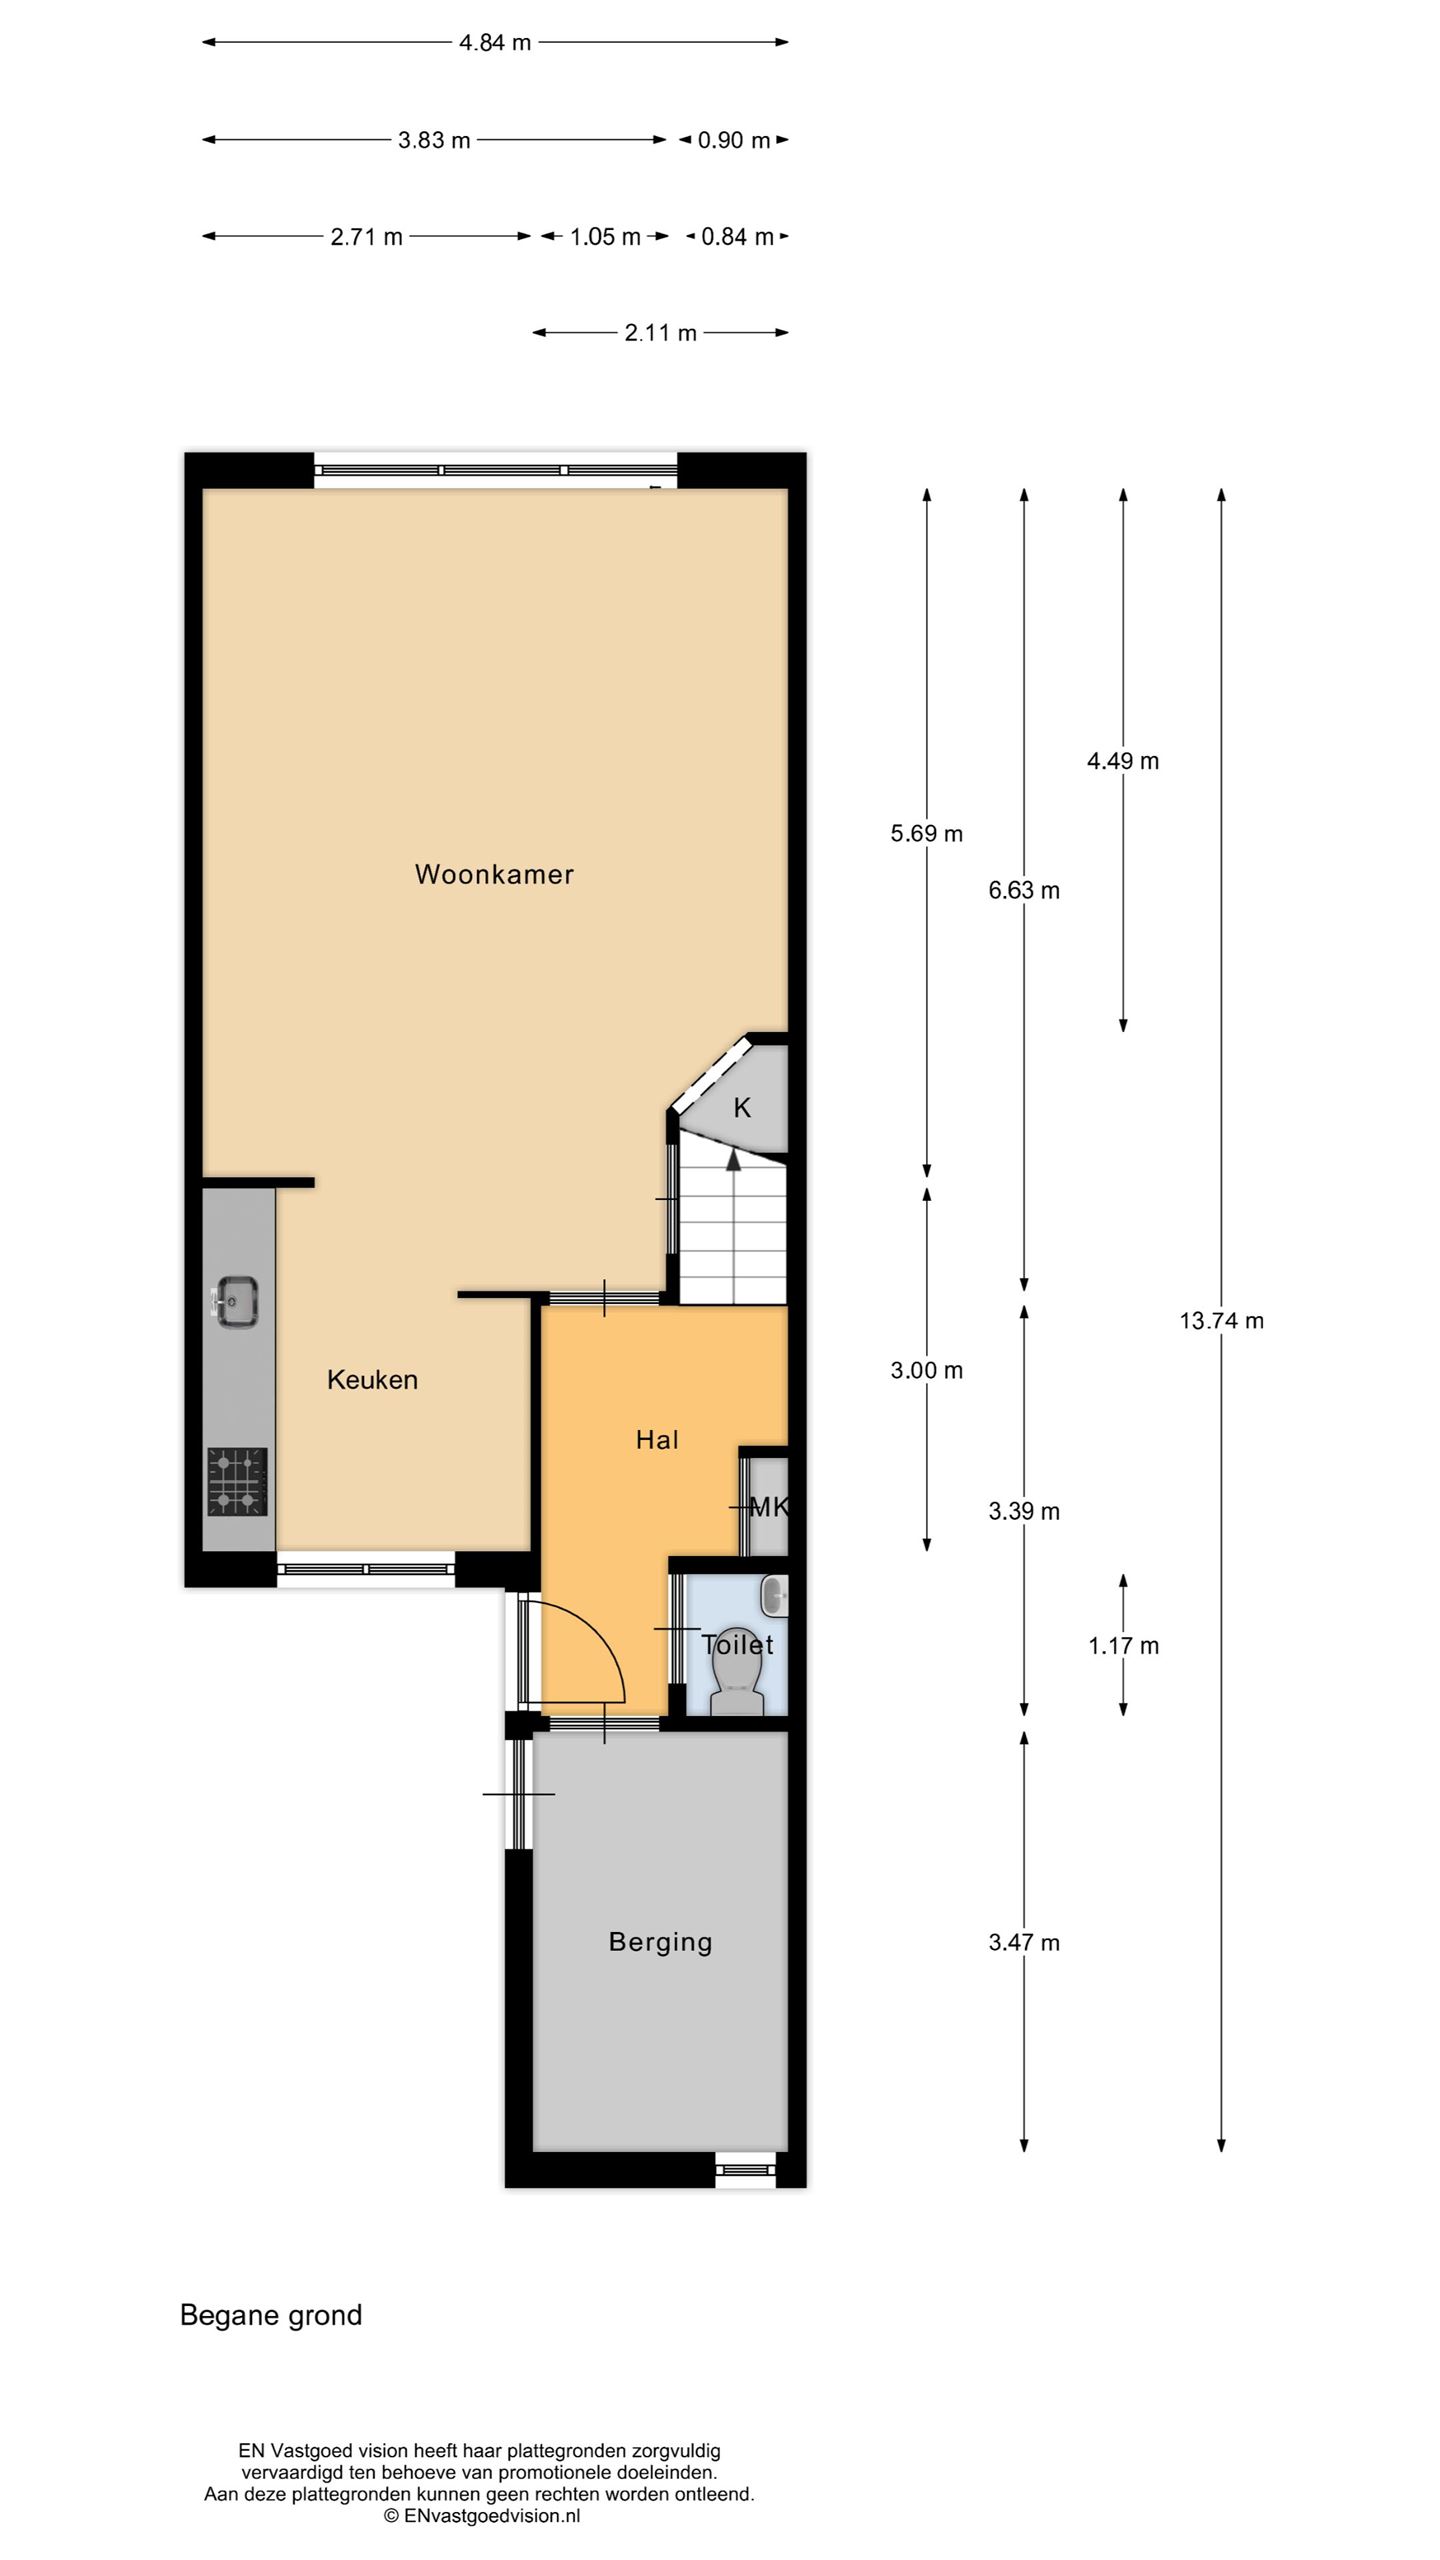 4.84 m
3.83 m
0.90 m
2.71 m
1.05 m
0.84 m
2.11 m
4.49 m
5.69 m
Woonkamer
6.63 m
K
13.74 m
3.00 m
Keuken
Hal
MK
3.39 m
Toilet
1.17 m
Berging
3.47 m
Begane grond
EN Vastgoed vision heeft haar plattegronden zorgvuldig
vervaardigd ten behoeve van promotionele doeleinden.
Aan deze plattegronden kunnen geen rechten worden ontleend.
© ENvastgoedvision.nl